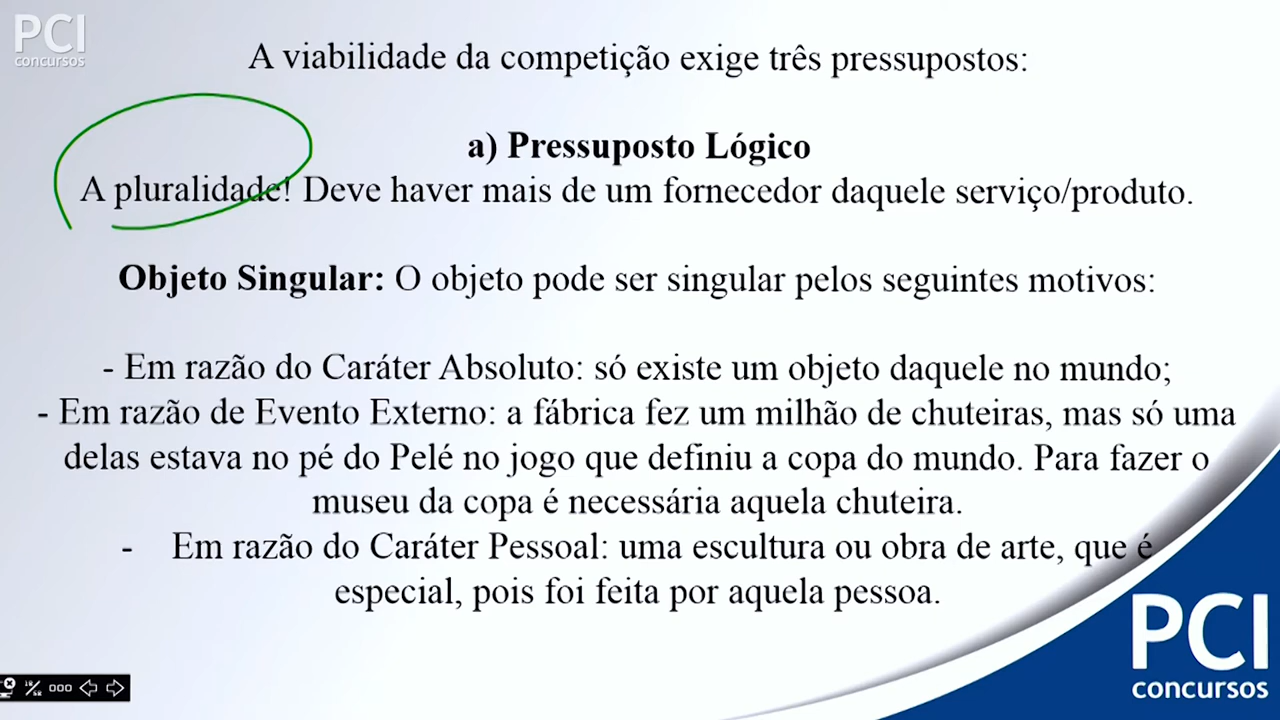 PCI
concursos
A viabilidade da competição exige três pressupostos:
a) Pressuposto Lógico
A pluralidade! Deve haver mais de um fornecedor daquele serviço/produto.
Objeto Singular: O objeto pode ser singular pelos seguintes motivos:
- Em razão do Caráter Absoluto: só existe um objeto daquele no mundo;
- Em razão de Evento Externo: a fábrica fez um milhão de chuteiras, mas só uma
delas estava no pé do Pelé no jogo que definiu a copa do mundo. Para fazer o
museu da copa é necessária aquela chuteira.
- Em razão do Caráter Pessoal: uma escultura ou obra de arte, que é
especial, pois foi feita por aquela pessoa.
PCI
concursos